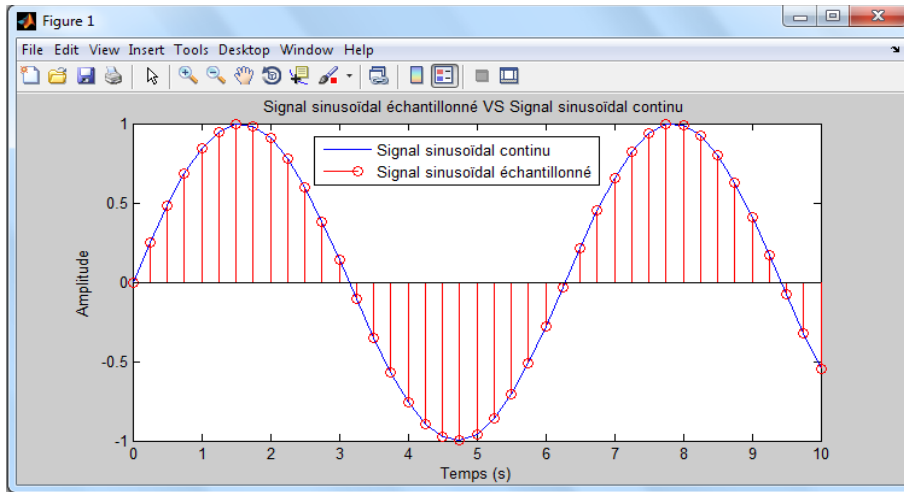 Figure 1
File Edit View Insert Tools Desktop Window Help
Signal sinusoïdal échantillonné VS Signal sinusoïdal continu
Signal sinusoïdal continu
Signal sinusoïdal échantillonné
Amplitude
1
0.5
0
-0.5
-1
0 1 2 3 4 5 6 7 8 9 10
Temps (s)